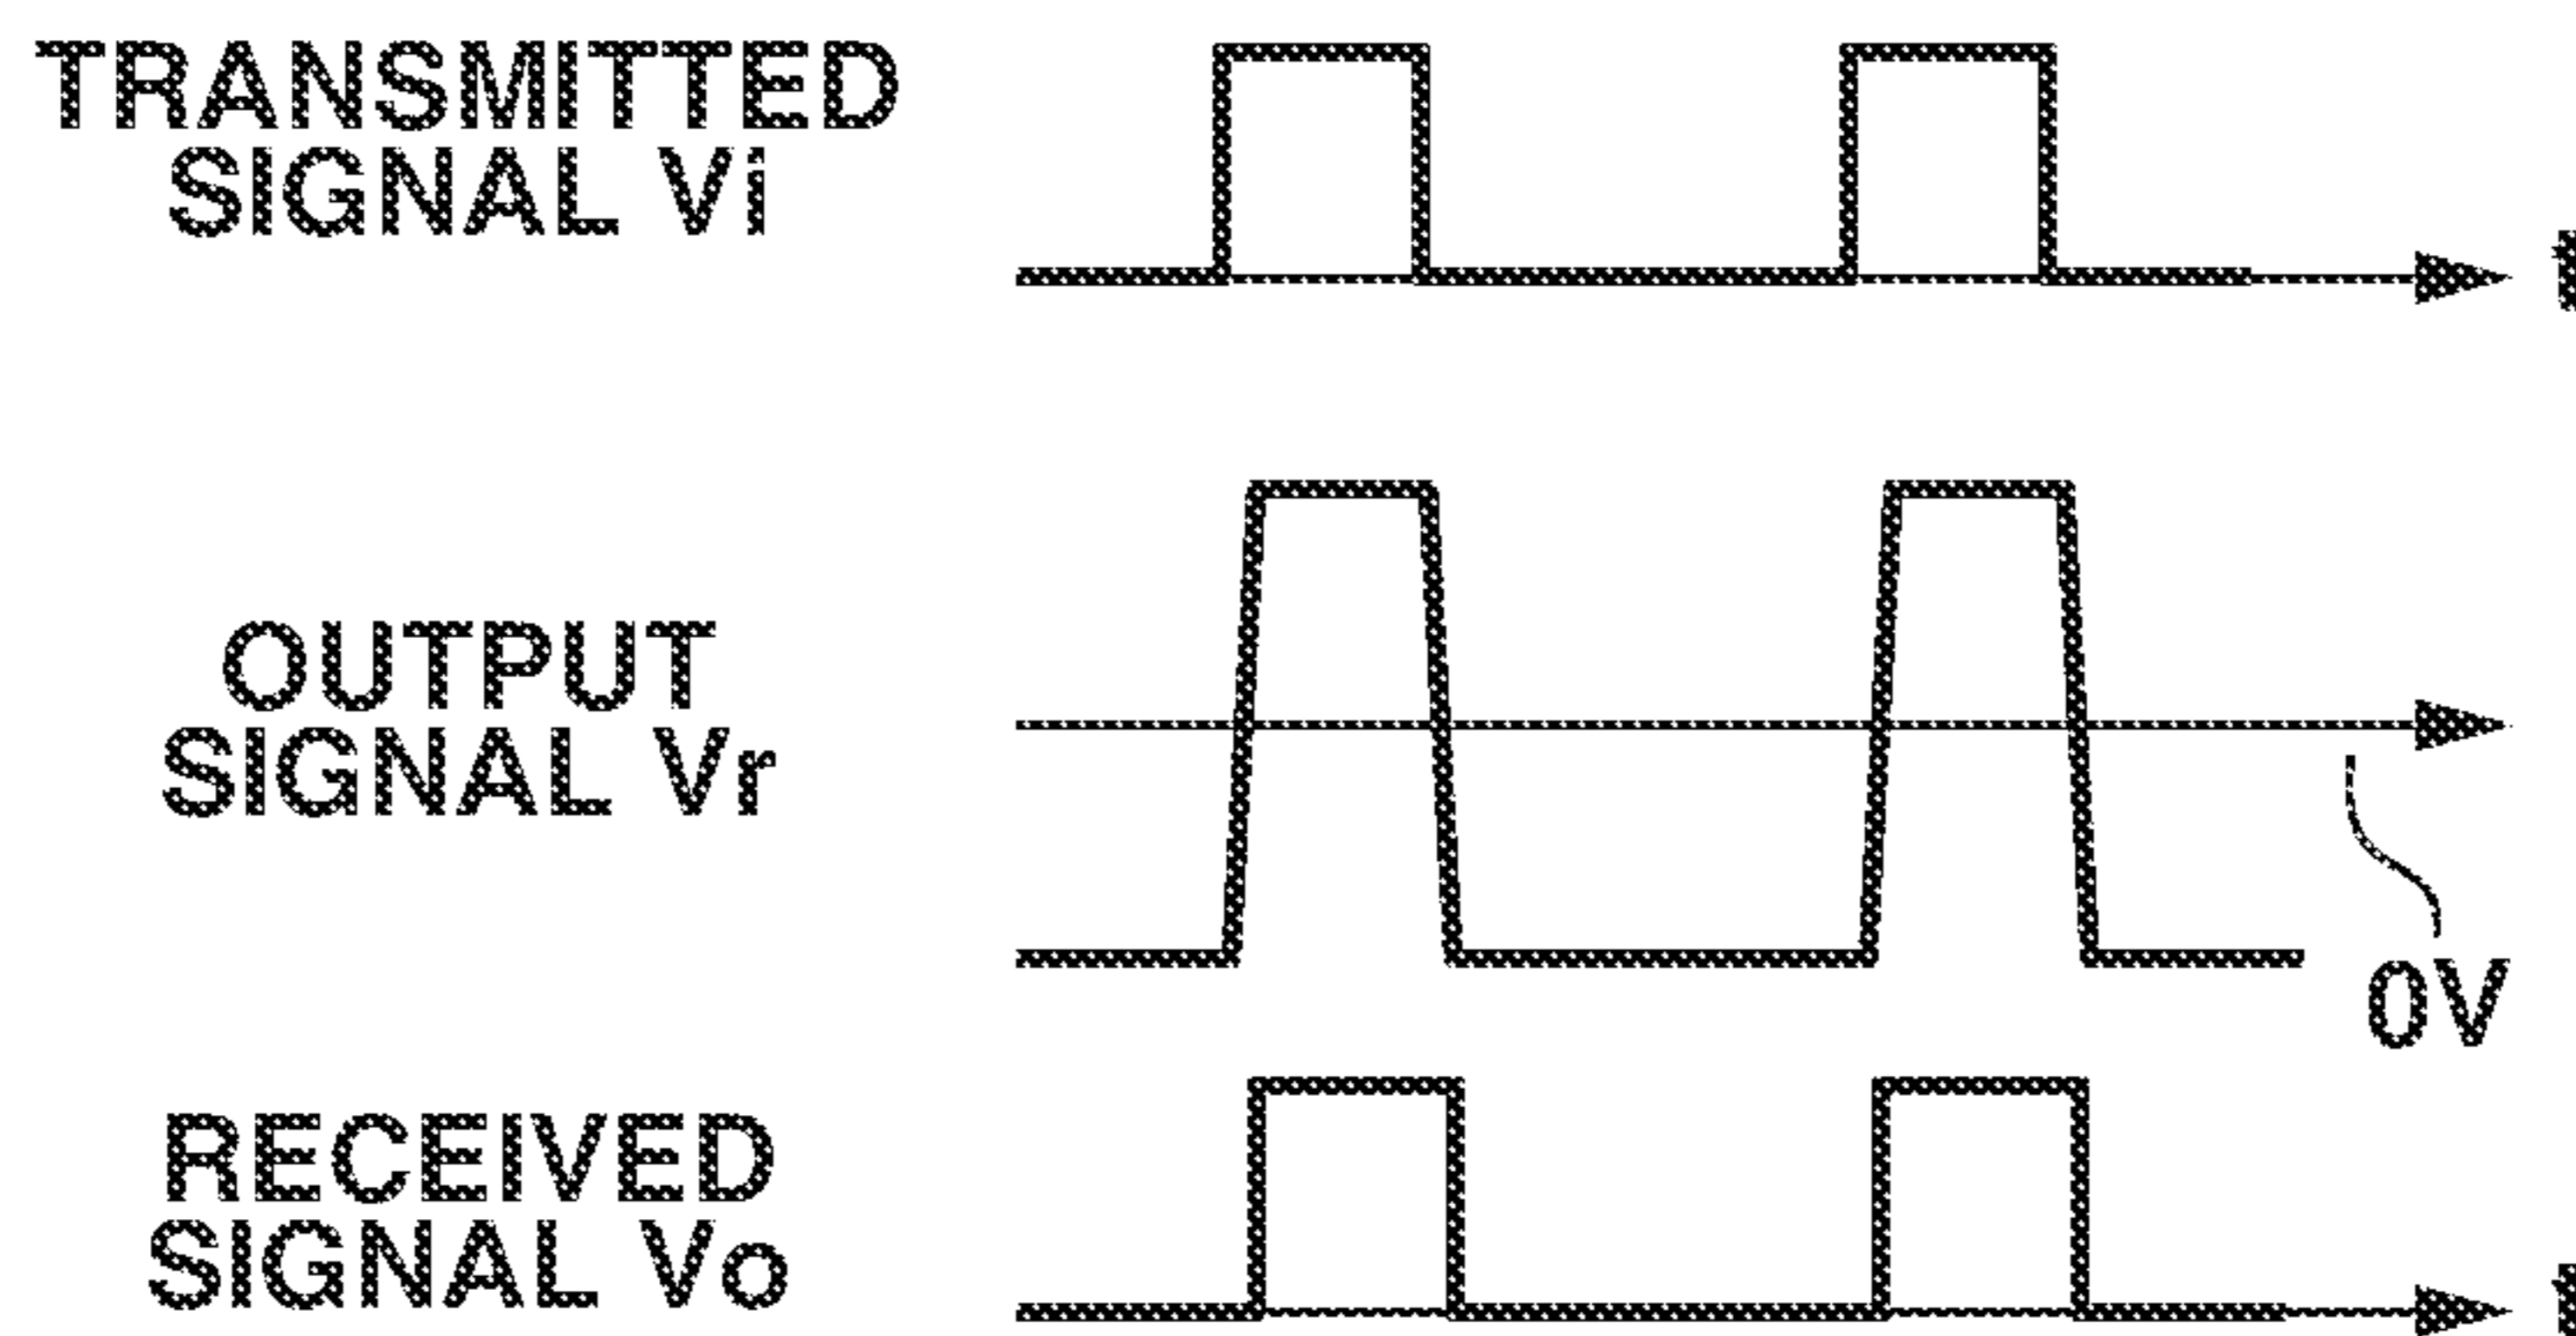 TRANSMITTED
SIGNAL Vi
t
OUTPUT
SIGNAL Vr
0V
RECEIVED
SIGNAL Vo
t